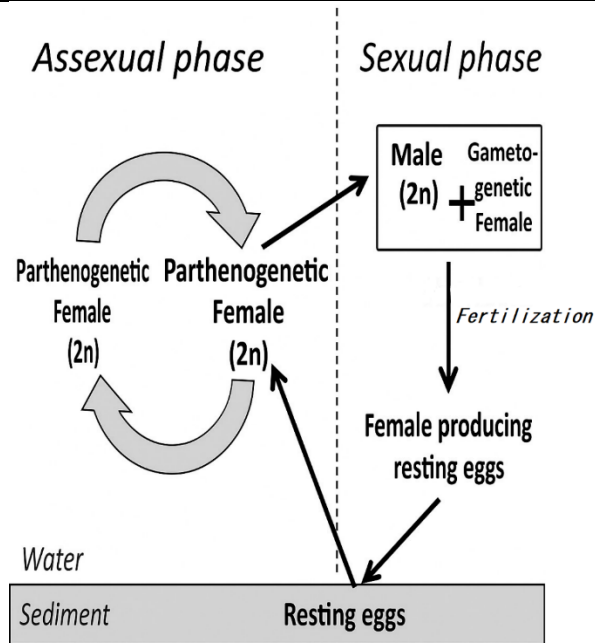 Assexual phase
Sexual phase
Male
(2n)
+
Gameto-
genetic
Female
Parthenogenetic
Female
(2n)
Parthenogenetic
Female
(2n)
Fertilization
Female producing
resting eggs
Water
Sediment
Resting eggs